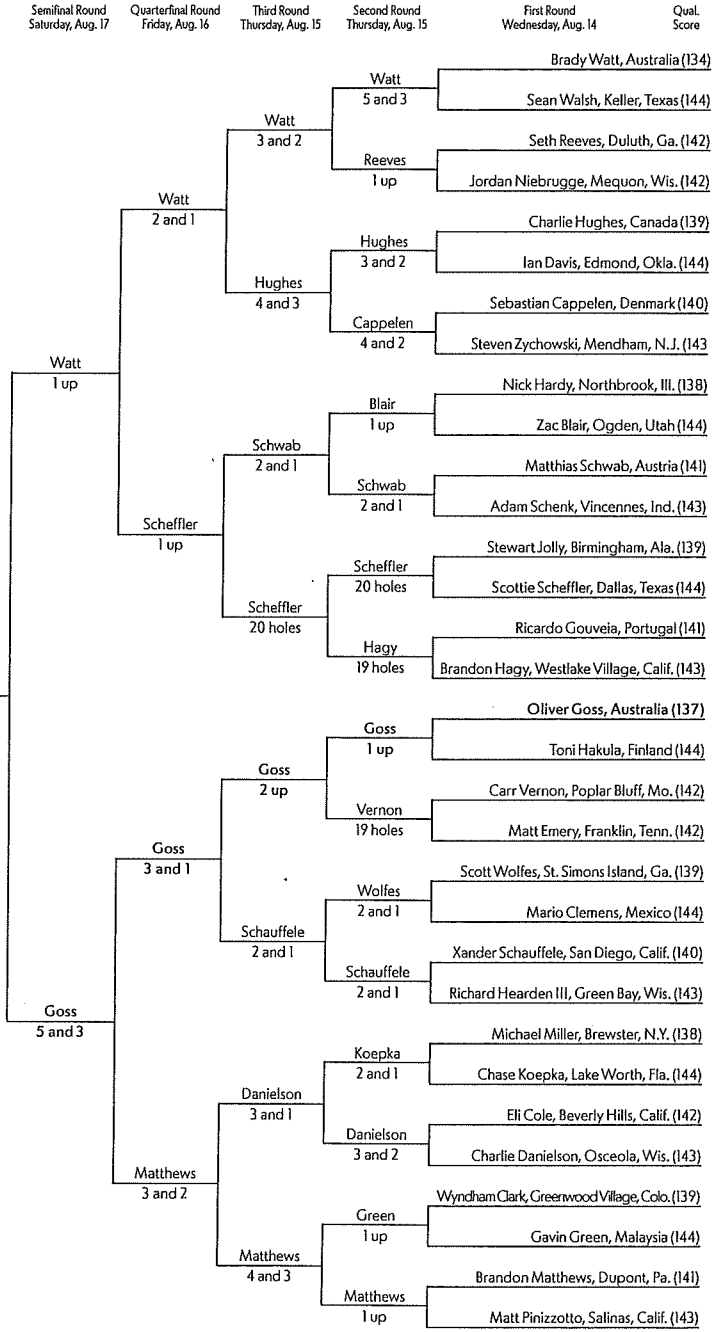 Semifinal Round
Saturday, Aug. 17
Quarterfinal Round
Friday, Aug. 16
Third Round
Thursday, Aug. 15
Second Round
Thursday, Aug. 15
First Round
Wednesday, Aug. 14
Qual.
Score
Brady Watt, Australia (134)
Watt
5 and 3
Sean Walsh, Keller, Texas (144)
Watt
3 and 2
Seth Reeves, Duluth, Ga. (142)
Reeves
1 up
Jordan Niebrugge, Mequon, Wis. (142)
Watt
2 and 1
Charlie Hughes, Canada (139)
Hughes
3 and 2
Ian Davis, Edmond, Okla. (144)
Hughes
4 and 3
Sebastian Cappelen, Denmark (140)
Cappelen
4 and 2
Steven Zychowski, Mendham, N.J. (143
Watt
1 up
Nick Hardy, Northbrook, Ill. (138)
Blair
1 up
Zac Blair, Ogden, Utah (144)
Schwab
2 and 1
Matthias Schwab, Austria (141)
Schwab
2 and 1
Adam Schenk, Vincennes, Ind. (143)
Scheffler
1 up
Stewart Jolly, Birmingham, Ala. (139)
Scheffler
20 holes
Scottie Scheffler, Dallas, Texas (144)
Scheffler
20 holes
Ricardo Gouveia, Portugal (141)
Hagy
19 holes
Brandon Hagy, Westlake Village, Calif. (143)
Oliver Goss, Australia (137)
Goss
1 up
Toni Hakula, Finland (144)
Goss
2 up
Carr Vernon, Poplar Bluff, Mo. (142)
Vernon
19 holes
Matt Emery, Franklin, Tenn. (142)
Goss
3 and 1
Scott Wolfes, St. Simons Island, Ga. (139)
Wolfes
2 and 1
Mario Clemens, Mexico (144)
Schauffele
2 and 1
Xander Schauffele, San Diego, Calif. (140)
Schauffele
2 and 1
Richard Hearden III, Green Bay, Wis. (143)
Goss
5 and 3
Michael Miller, Brewster, N.Y. (138)
Koepka
2 and 1
Chase Koepka, Lake Worth, Fla. (144)
Danielson
3 and 1
Eli Cole, Beverly Hills, Calif. (142)
Danielson
3 and 2
Charlie Danielson, Osceola, Wis. (143)
Matthews
3 and 2
Wyndham Clark, Greenwood Village, Colo. (139)
Green
1 up
Gavin Green, Malaysia (144)
Matthews
4 and 3
Brandon Matthews, Dupont, Pa. (141)
Matthews
1 up
Matt Pinizzotto, Salinas, Calif. (143)